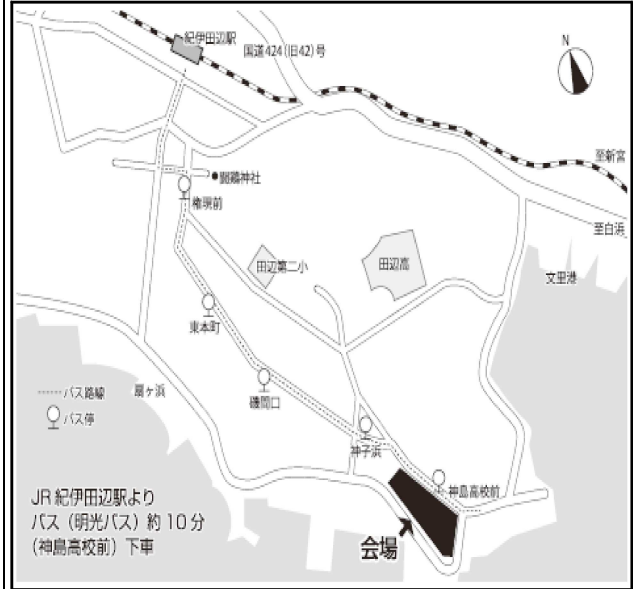 紀伊田辺駅
国道424(旧42)号
N
至新宮
闘鶏神社
権現前
至白浜
田辺第二小
田辺高
文里港
東本町
バス路線
扇ヶ浜
磯間口
バス停
神子浜
神島高校前
JR紀伊田辺駅より
バス（明光バス）約10分
（神島高校前）下車
会場